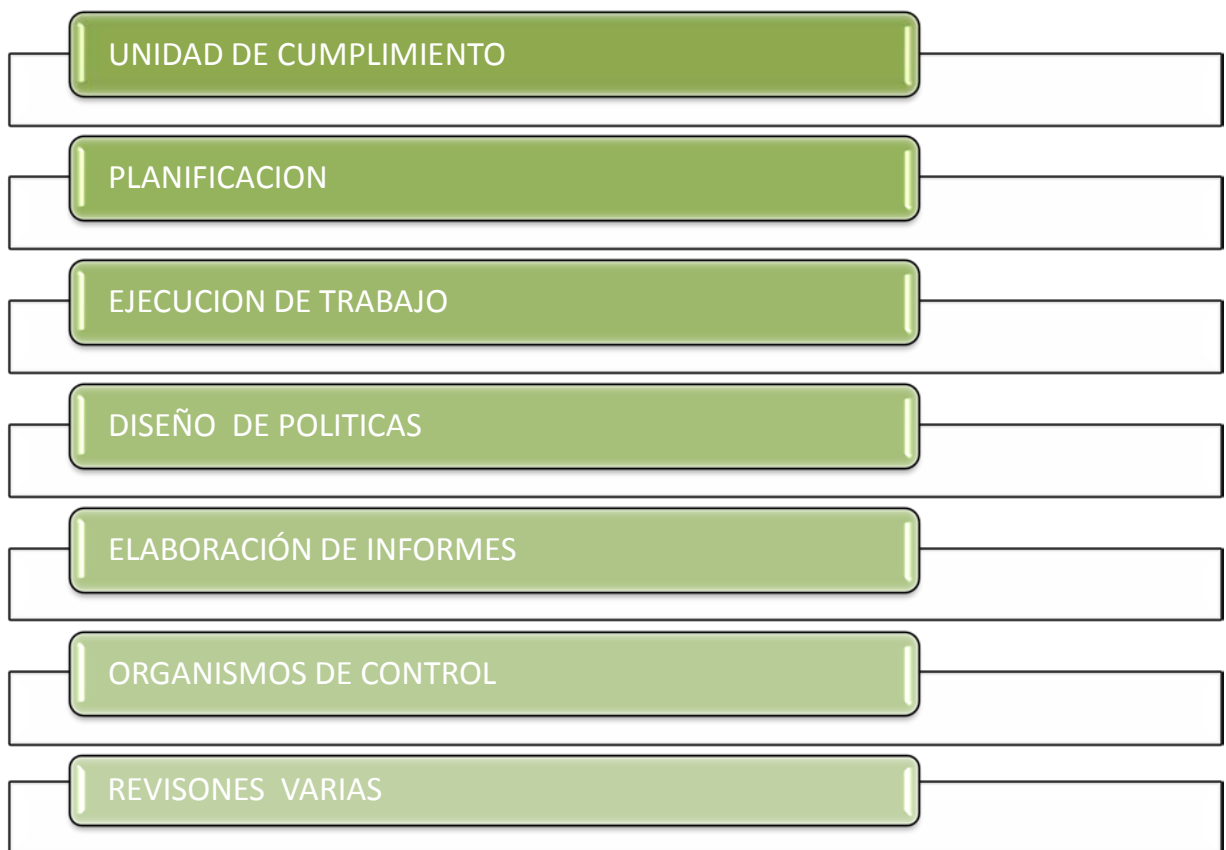 UNIDAD DE CUMPLIMIENTO
PLANIFICACION
EJECUCION DE TRABAJO
DISEÑO  DE POLITICAS
ELABORACIÓN DE INFORMES
ORGANISMOS DE CONTROL
REVISONES  VARIAS